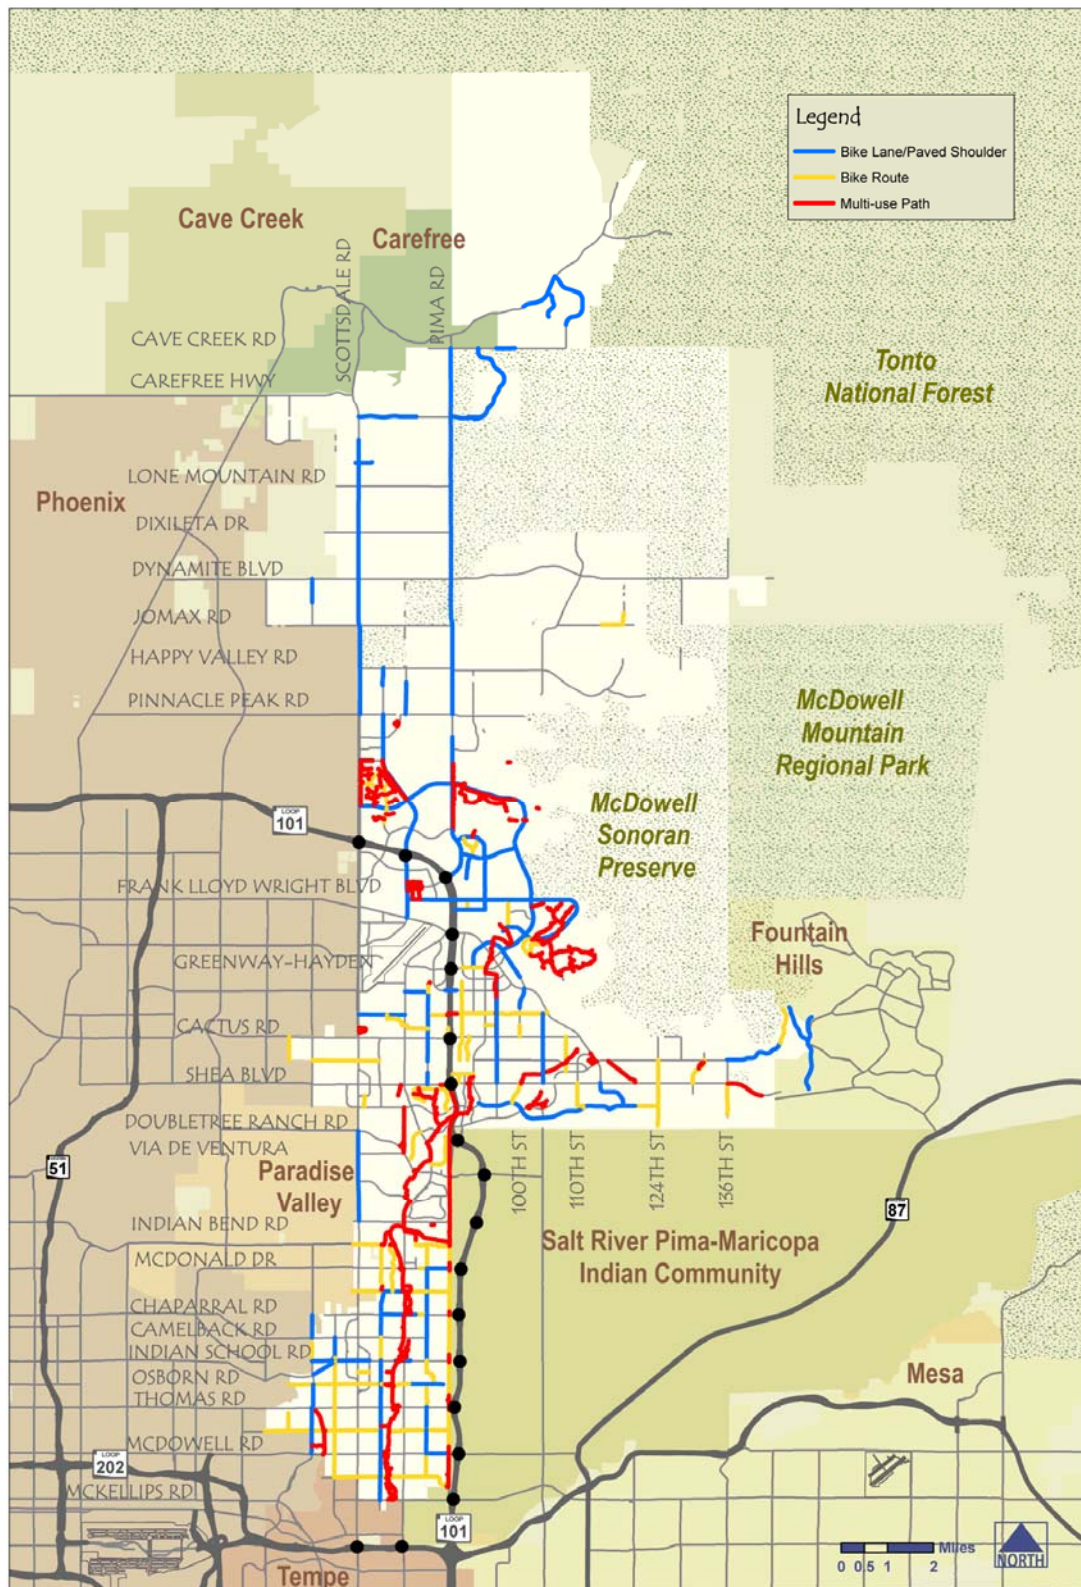 Legend
Bike Lane/Paved Shoulder
Bike Route
Multi-use Path
Cave Creek
Carefree
SCOTTSDALE RD
PIMA RD
CAVE CREEK RD
CAREFREE HWY
Tonto
National Forest
LONE MOUNTAIN RD
Phoenix
DIXILETA DR
DYNAMITE BLVD
JOMAX RD
HAPPY VALLEY RD
PINNACLE PEAK RD
McDowell
Mountain
Regional Park
LOOP
101
McDowell
Sonoran
Preserve
FRANK LLOYD WRIGHT BLVD
Fountain
Hills
GREENWAY-HAYDEN
CACTUS RD
SHEA BLVD
DOUBLETREE RANCH RD
VIA DE VENTURA
51
Paradise
Valley
100TH ST
110TH ST
124TH ST
136TH ST
87
INDIAN BEND RD
Salt River Pima-Maricopa
Indian Community
MCDONALD DR
CHAPARRAL RD
CAMELBACK RD
INDIAN SCHOOL RD
OSBORN RD
THOMAS RD
Mesa
MCDOWELL RD
LOOP
202
MCKELLIPS RD
LOOP
101
0 0.5 1 2 Miles
NORTH
Tempe